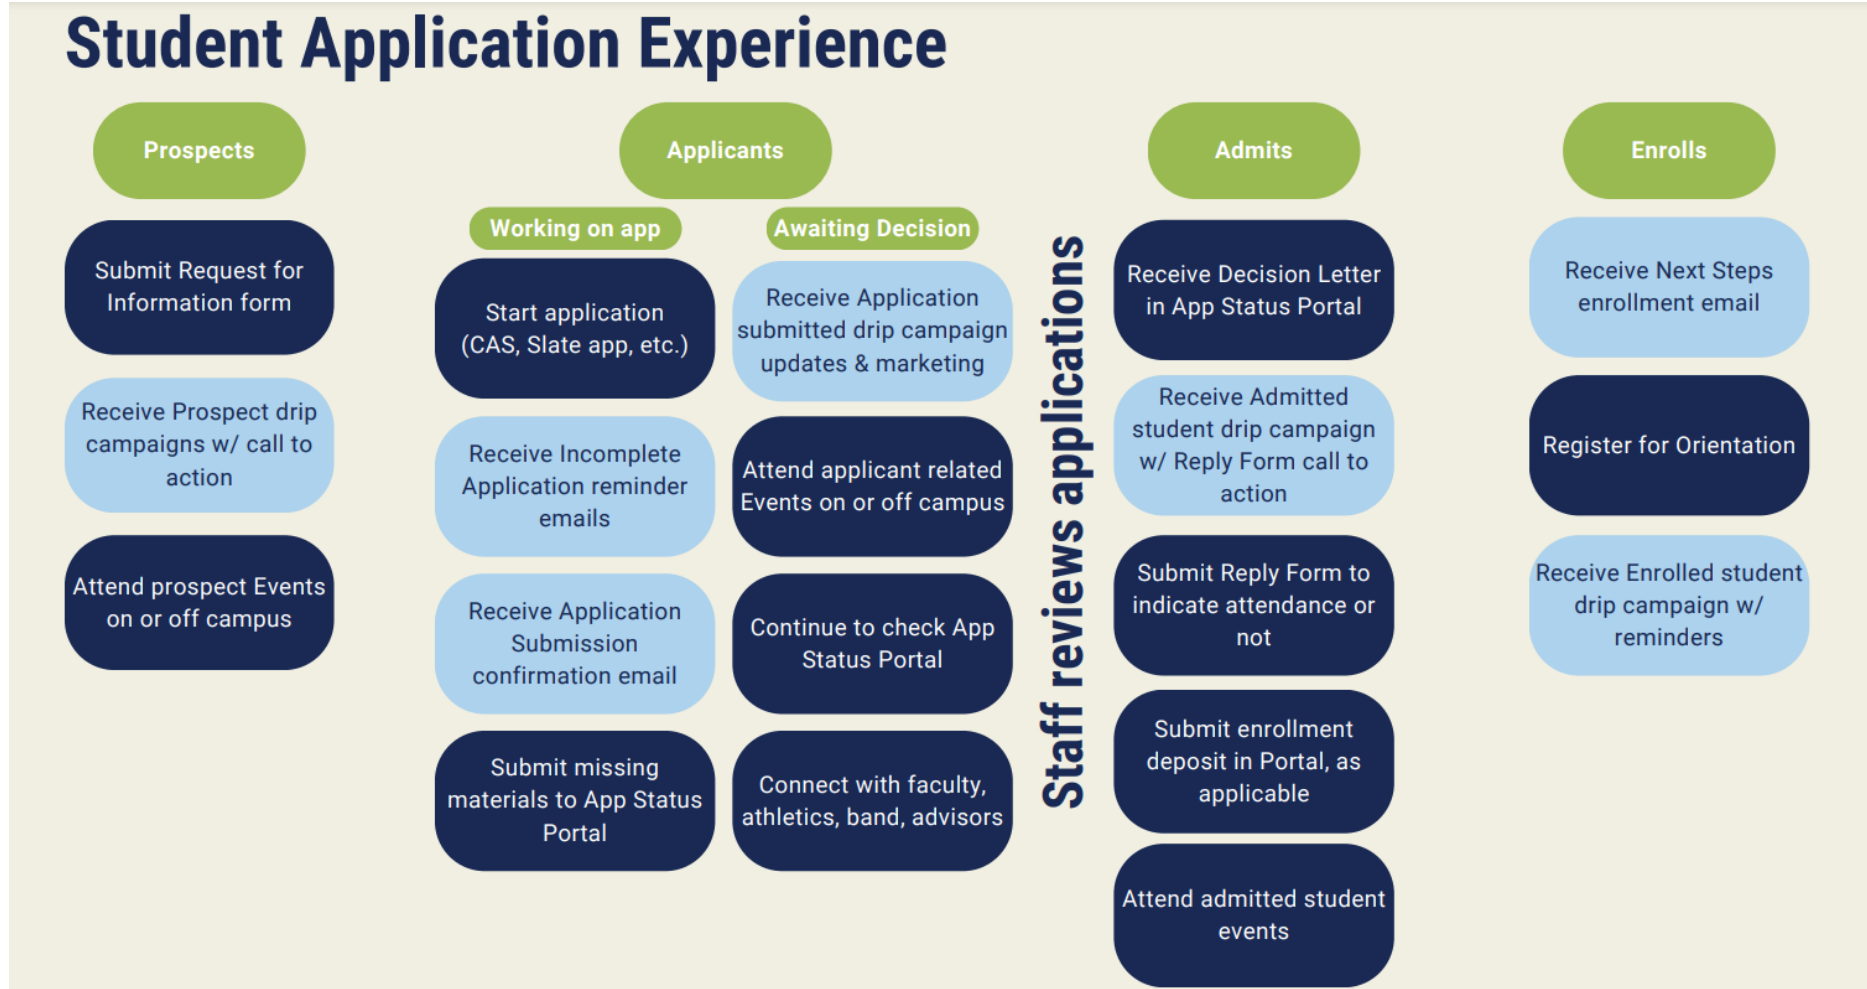 Student Application Experience
Prospects
Submit Request for
Information form
Receive Prospect drip
campaigns w/ call to
action
Attend prospect Events
on or off campus
Applicants
Working on app
Start application
(CAS, Slate app, etc.)
Receive Incomplete
Application reminder
emails
Receive Application
Submission
confirmation email
Submit missing
materials to App Status
Portal
Awaiting Decision
Receive Application
submitted drip campaign
updates & marketing
Attend applicant related
Events on or off campus
Continue to check App
Status Portal
Connect with faculty,
athletics, band, advisors
Staff reviews applications
Admits
Receive Decision Letter
in App Status Portal
Receive Admitted
student drip campaign
w/ Reply Form call to
action
Submit Reply Form to
indicate attendance or
not
Submit enrollment
deposit in Portal, as
applicable
Attend admitted student
events
Enrolls
Receive Next Steps
enrollment email
Register for Orientation
Receive Enrolled student
drip campaign w/
reminders